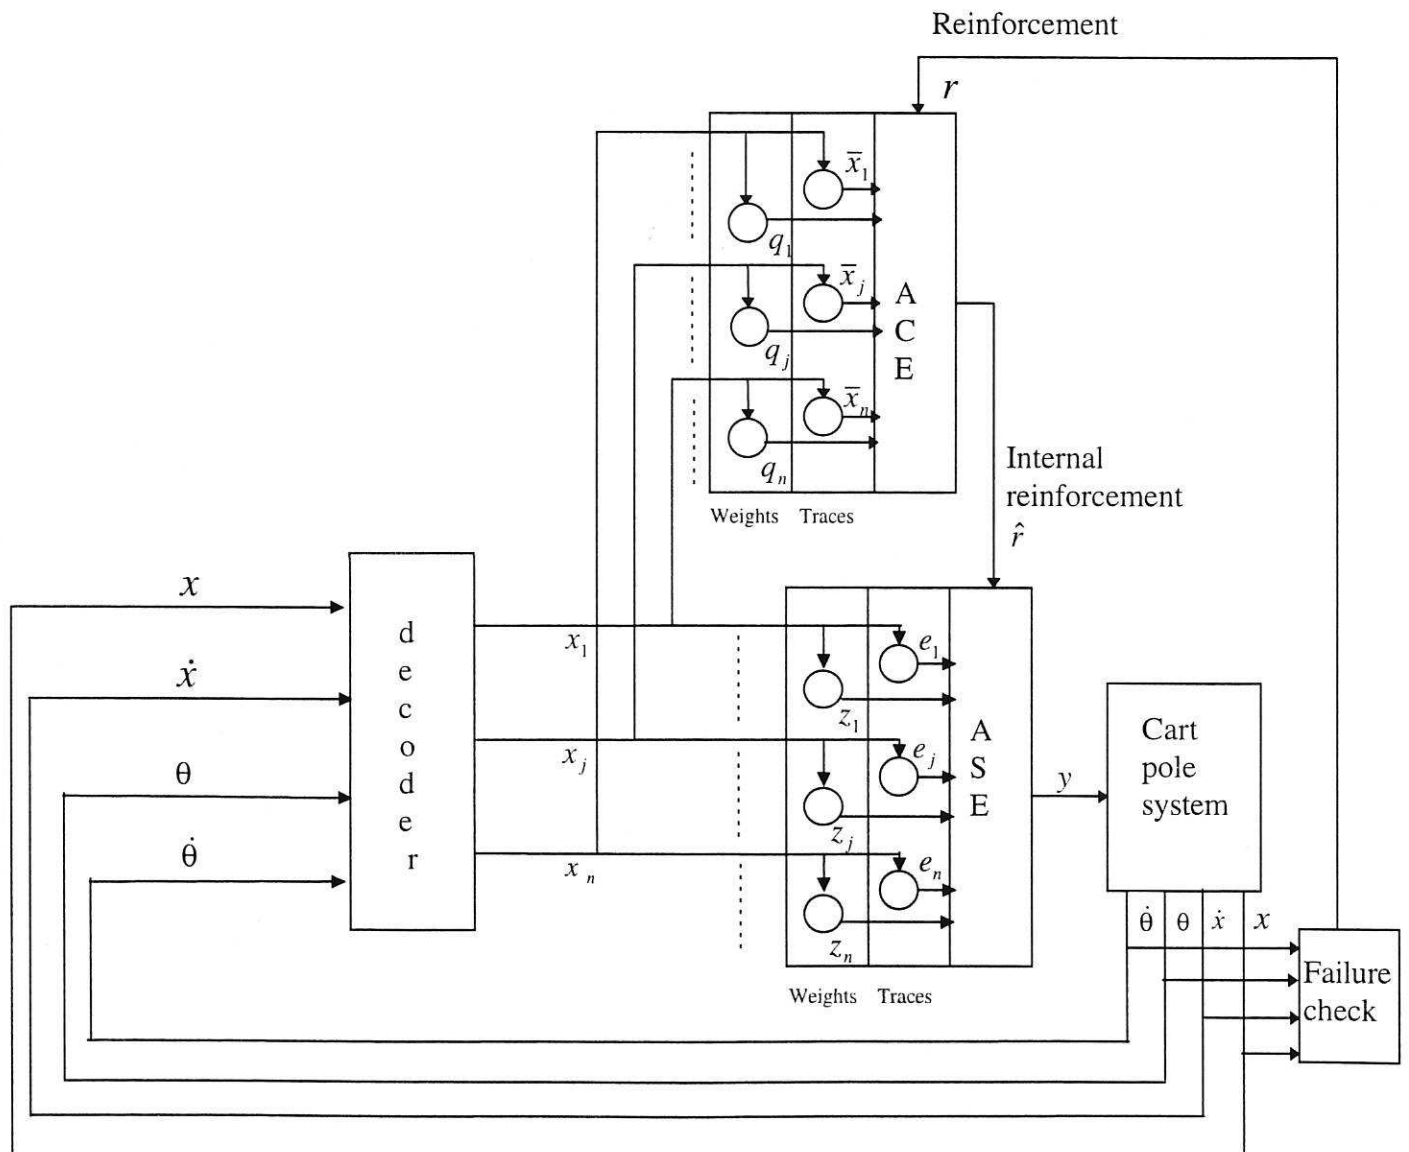 Reinforcement
r
x̄₁
q₁
x̄ⱼ
qⱼ
x̄ₙ
qₙ
A
C
E
Weights Traces
Internal
reinforcement
r̂
x
ẋ
θ
θ̇
d
e
c
o
d
e
r
x₁
xⱼ
xₙ
e₁
z₁
eⱼ
zⱼ
eₙ
zₙ
A
S
E
Weights Traces
y
Cart
pole
system
θ̇ θ ẋ x
Failure
check